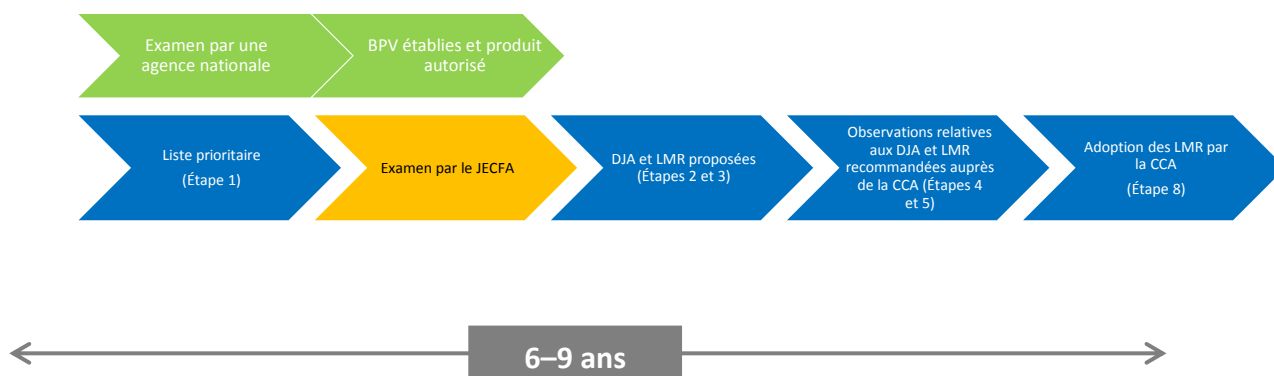 Examen par une
agence nationale
BPV établies et produit
autorisé
Liste prioritaire
(Étape 1)
Examen par le JECFA
DJA et LMR proposées
(Étapes 2 et 3)
Observations relatives
aux DJA et LMR
recommandées auprès
de la CCA (Étapes 4
et 5)
Adoption des LMR par
la CCA
(Étape 8)
6–9 ans